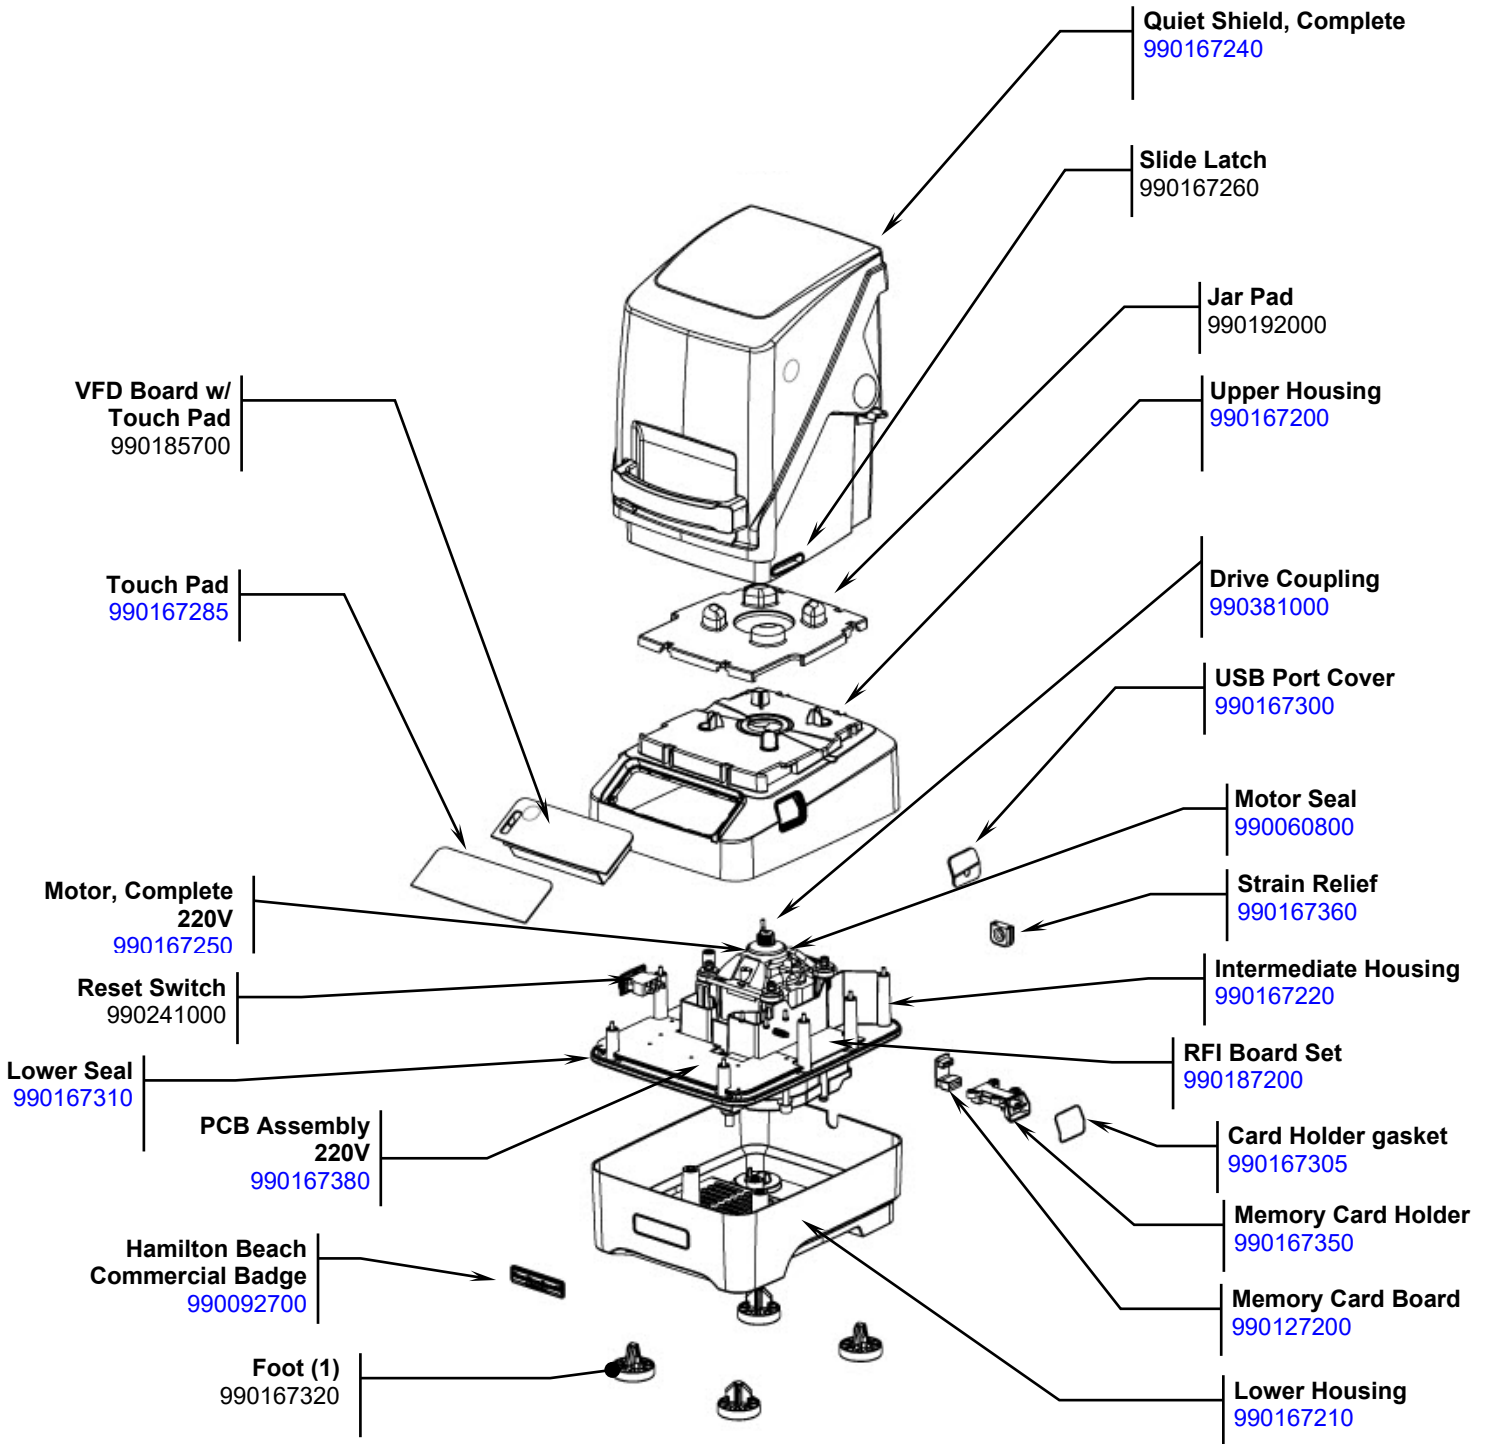 Quiet Shield, Complete
990167240
Slide Latch
990167260
Jar Pad
990192000
VFD Board w/
Touch Pad
990185700
Upper Housing
990167200
Touch Pad
990167285
Drive Coupling
990381000
USB Port Cover
990167300
Motor Seal
990060800
Motor, Complete
220V
990167250
Strain Relief
990167360
Reset Switch
990241000
Intermediate Housing
990167220
Lower Seal
990167310
RFI Board Set
990187200
PCB Assembly
220V
990167380
Card Holder gasket
990167305
Memory Card Holder
990167350
Hamilton Beach
Commercial Badge
990092700
Memory Card Board
990127200
Foot (1)
990167320
Lower Housing
990167210